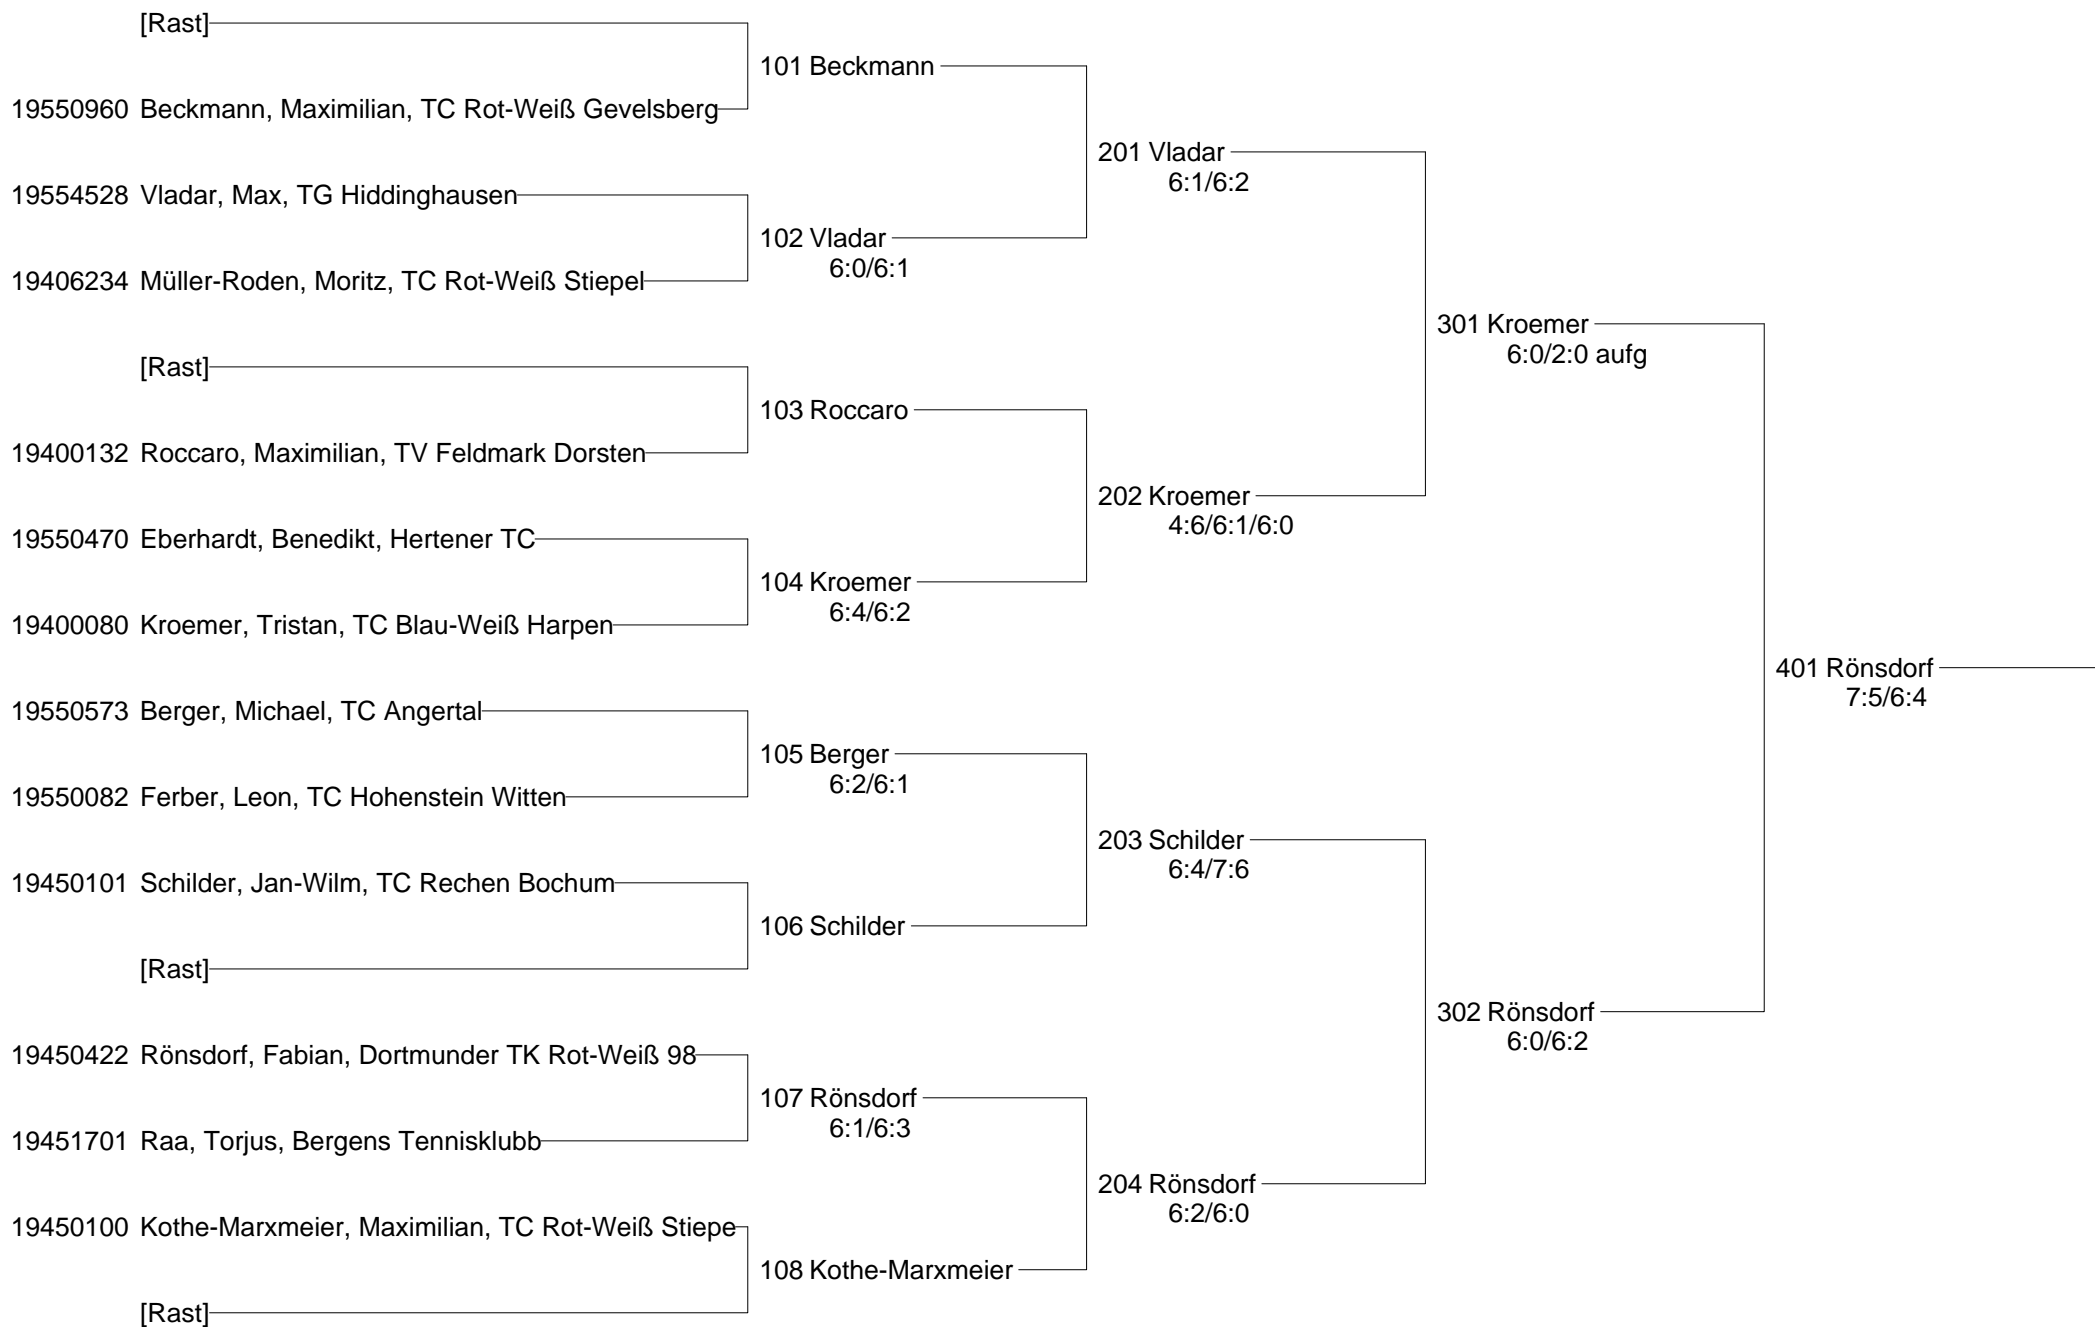 [Rast]
101 Beckmann
19550960 Beckmann, Maximilian, TC Rot-Weiß Gevelsberg
201 Vladar
6:1/6:2
19554528 Vladar, Max, TG Hiddinghausen
102 Vladar
6:0/6:1
19406234 Müller-Roden, Moritz, TC Rot-Weiß Stiepel
301 Kroemer
6:0/2:0 aufg
[Rast]
103 Roccaro
19400132 Roccaro, Maximilian, TV Feldmark Dorsten
202 Kroemer
4:6/6:1/6:0
19550470 Eberhardt, Benedikt, Hertener TC
104 Kroemer
6:4/6:2
19400080 Kroemer, Tristan, TC Blau-Weiß Harpen
401 Rönsdorf
7:5/6:4
19550573 Berger, Michael, TC Angertal
105 Berger
6:2/6:1
19550082 Ferber, Leon, TC Hohenstein Witten
203 Schilder
6:4/7:6
19450101 Schilder, Jan-Wilm, TC Rechen Bochum
106 Schilder
[Rast]
302 Rönsdorf
6:0/6:2
19450422 Rönsdorf, Fabian, Dortmunder TK Rot-Weiß 98
107 Rönsdorf
6:1/6:3
19451701 Raa, Torjus, Bergens Tennisklubb
204 Rönsdorf
6:2/6:0
19450100 Kothe-Marxmeier, Maximilian, TC Rot-Weiß Stiepe
108 Kothe-Marxmeier
[Rast]